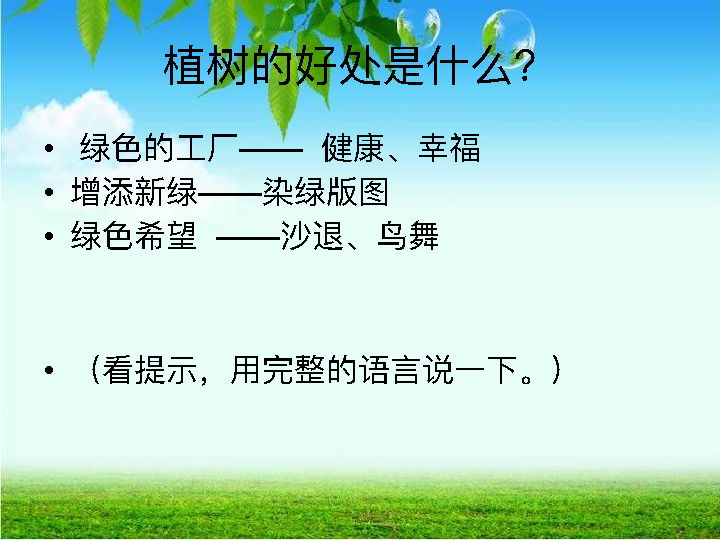 植树的好处是什么？
• 绿色的工厂—— 健康、幸福
• 增添新绿——染绿版图
• 绿色希望 ——沙退、鸟舞
• （看提示，用完整的语言说一下。）